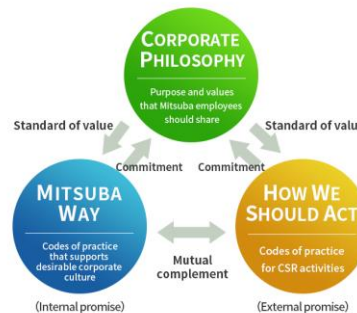 CORPORATE
PHILOSOPHY
Purpose and values
that Mitsuba employees
should share
Standard of value
Standard of value
Commitment
Commitment
MITSUBA
WAY
Codes of practice
that supports
desirable corporate
culture
HOW WE
SHOULD ACT
Codes of practice
for CSR activities
Mutual
complement
(Internal promise)
(External promise)